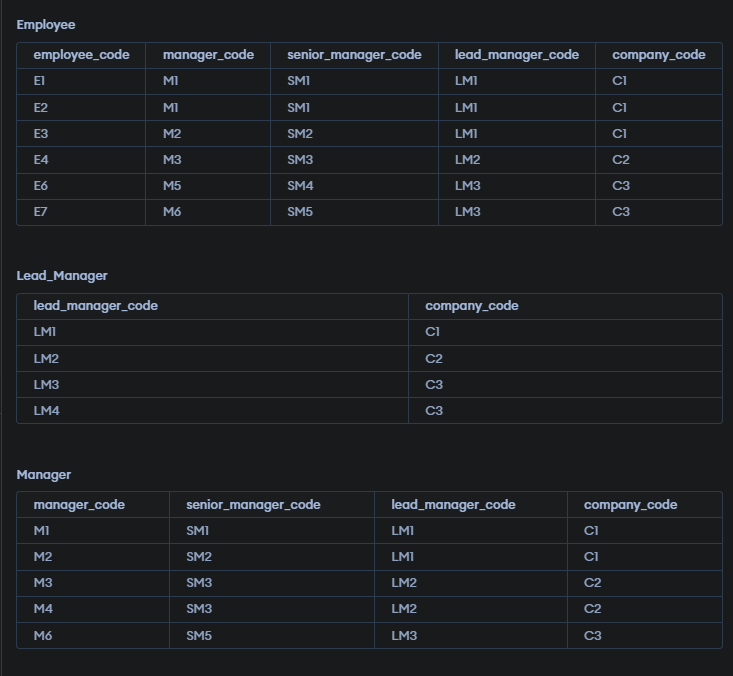 Employee
employee_code manager_code senior_manager_code lead_manager_code company_code
E1 M1 SM1 LM1 C1
E2 M1 SM1 LM1 C1
E3 M2 SM2 LM1 C1
E4 M3 SM3 LM2 C2
E6 M5 SM4 LM3 C3
E7 M6 SM5 LM3 C3
Lead_Manager
lead_manager_code company_code
LM1 C1
LM2 C2
LM3 C3
LM4 C3
Manager
manager_code senior_manager_code lead_manager_code company_code
M1 SM1 LM1 C1
M2 SM2 LM1 C1
M3 SM3 LM2 C2
M4 SM3 LM2 C2
M6 SM5 LM3 C3